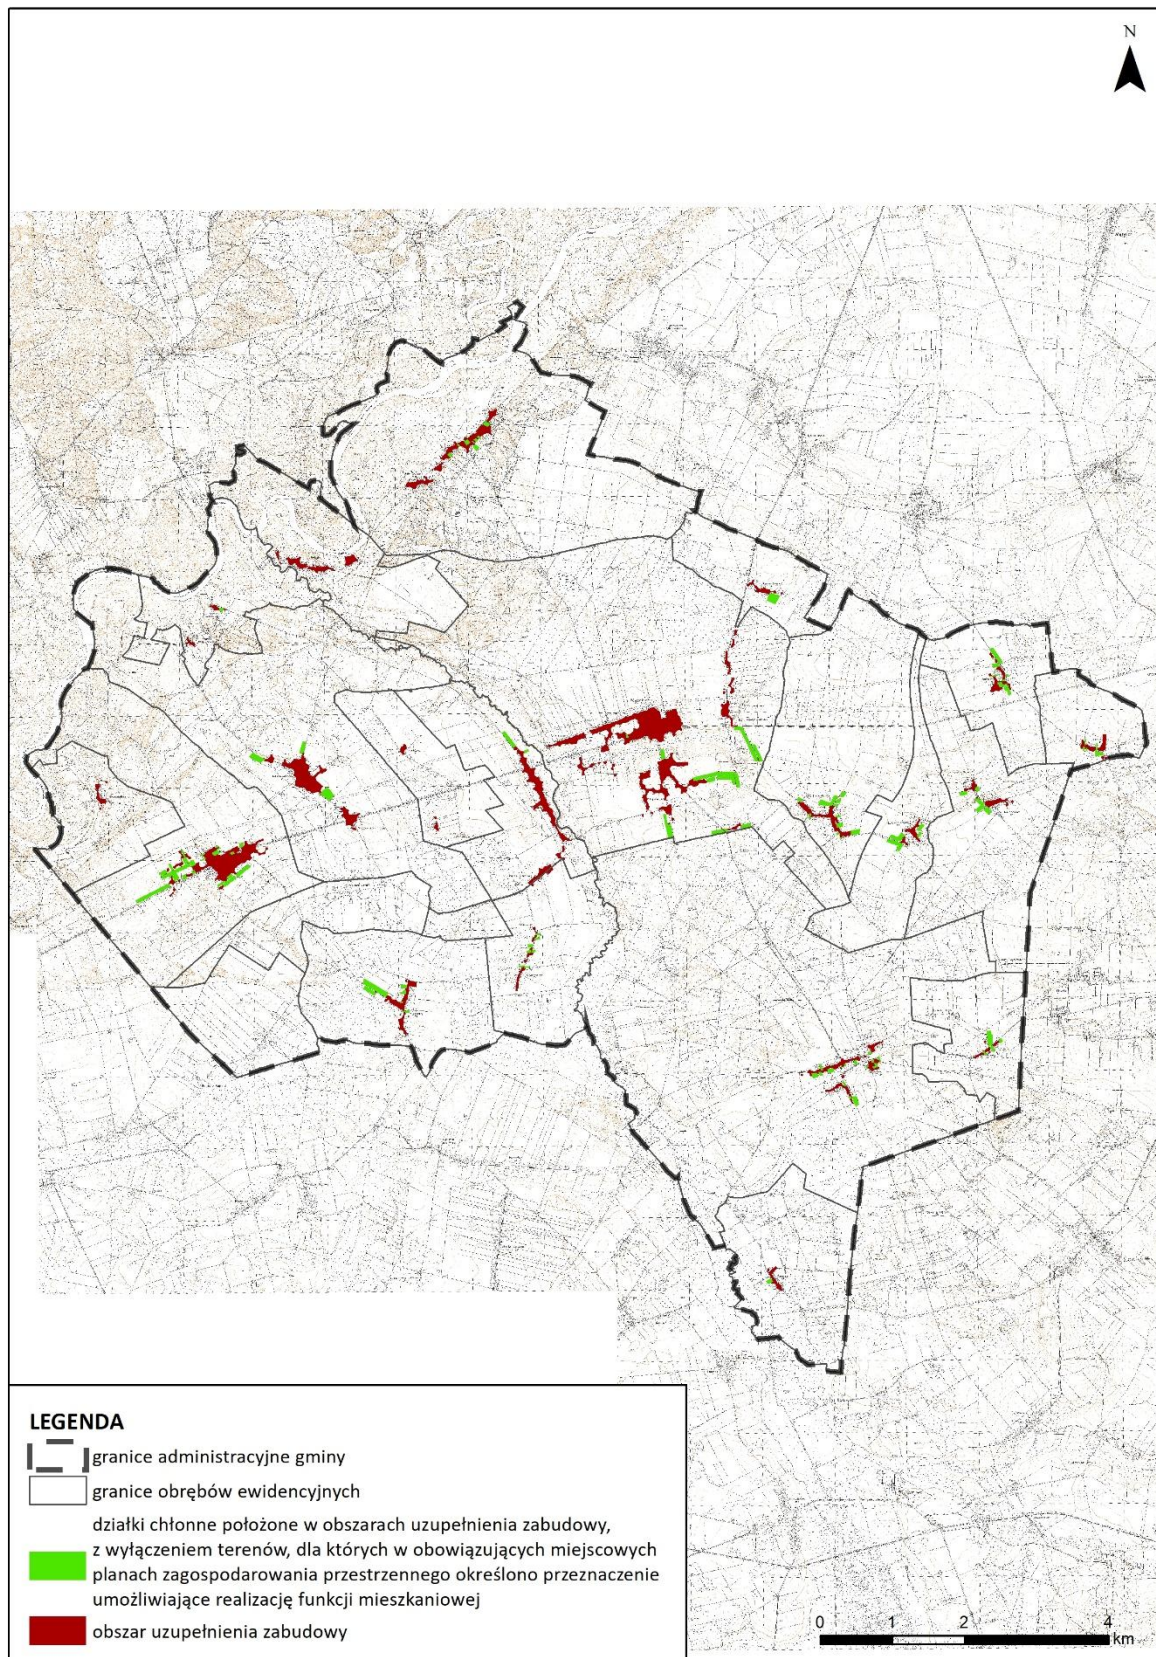 N
LEGENDA
granice administracyjne gminy
granice obrębów ewidencyjnych
działki chłonne położone w obszarach uzupełnienia zabudowy,
z wyłączeniem terenów, dla których w obowiązujących miejscowych
planach zagospodarowania przestrzennego określono przeznaczenie
umożliwiające realizację funkcji mieszkaniowej
obszar uzupełnienia zabudowy
0 1 2 4
km